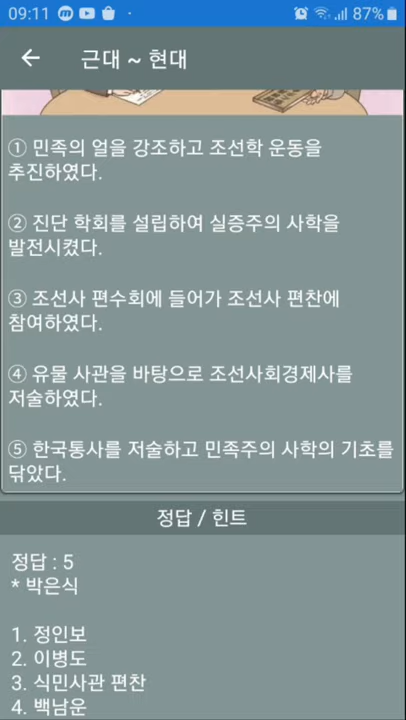 09:11
87%
근대 ~ 현대
① 민족의 얼을 강조하고 조선학 운동을
추진하였다.
② 진단 학회를 설립하여 실증주의 사학을
발전시켰다.
③ 조선사 편수회에 들어가 조선사 편찬에
참여하였다.
④ 유물 사관을 바탕으로 조선사회경제사를
저술하였다.
⑤ 한국통사를 저술하고 민족주의 사학의 기초를
닦았다.
정답 / 힌트
정답 : 5
* 박은식
1. 정인보
2. 이병도
3. 식민사관 편찬
4. 백남운